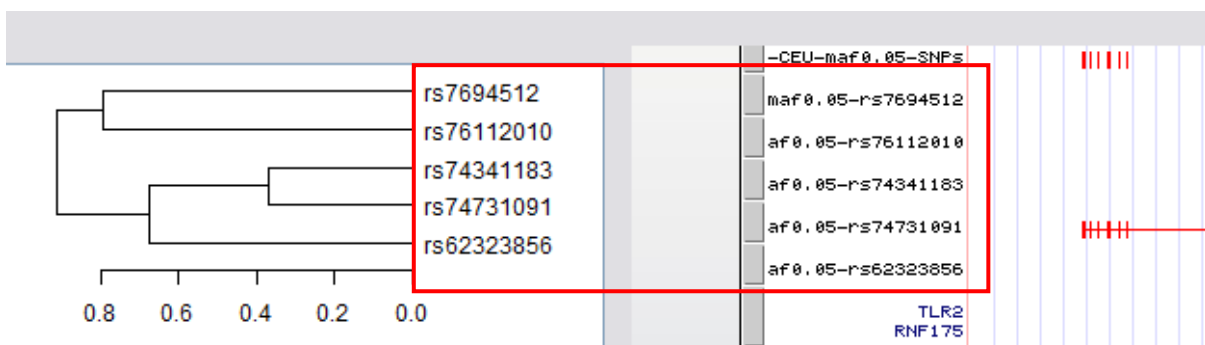 rs7694512
rs76112010
rs74341183
rs74731091
rs62323856
0.8 0.6 0.4 0.2 0.0
-CEU-maf0.05-SNPs
maf0.05-rs7694512
af0.05-rs76112010
af0.05-rs74341183
af0.05-rs74731091
af0.05-rs62323856
TLR2
RNF175